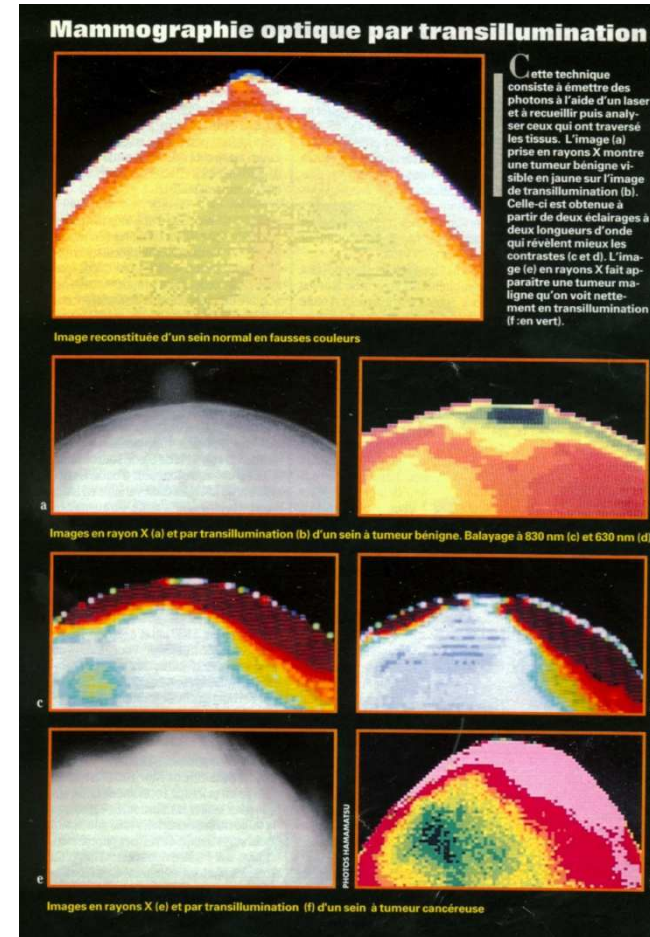 Mammographie optique par transillumination
Cette technique
consiste à émettre des
photons à l'aide d'un laser
et à recueillir puis analy-
ser ceux qui ont traversé
les tissus. L'image (a)
prise en rayons X montre
une tumeur bénigne vi-
sible en jaune sur l'image
de transillumination (b).
Celle-ci est obtenue à
partir de deux éclairages à
deux longueurs d'onde
qui révèlent mieux les
contrastes (c et d). L'ima-
ge (e) en rayons X fait ap-
paraitre une tumeur ma-
ligne qu'on voit nette-
ment en transillumination
(f :en vert).
Image reconstituée d'un sein normal en fausses couleurs
a
Images en rayon X (a) et par transillumination (b) d'un sein à tumeur bénigne. Balayage à 830 nm (c) et 630 nm (d)
c
e
PHOTOS HAMAMATSU
Images en rayons X (e) et par transillumination (f) d'un sein à tumeur cancéreuse